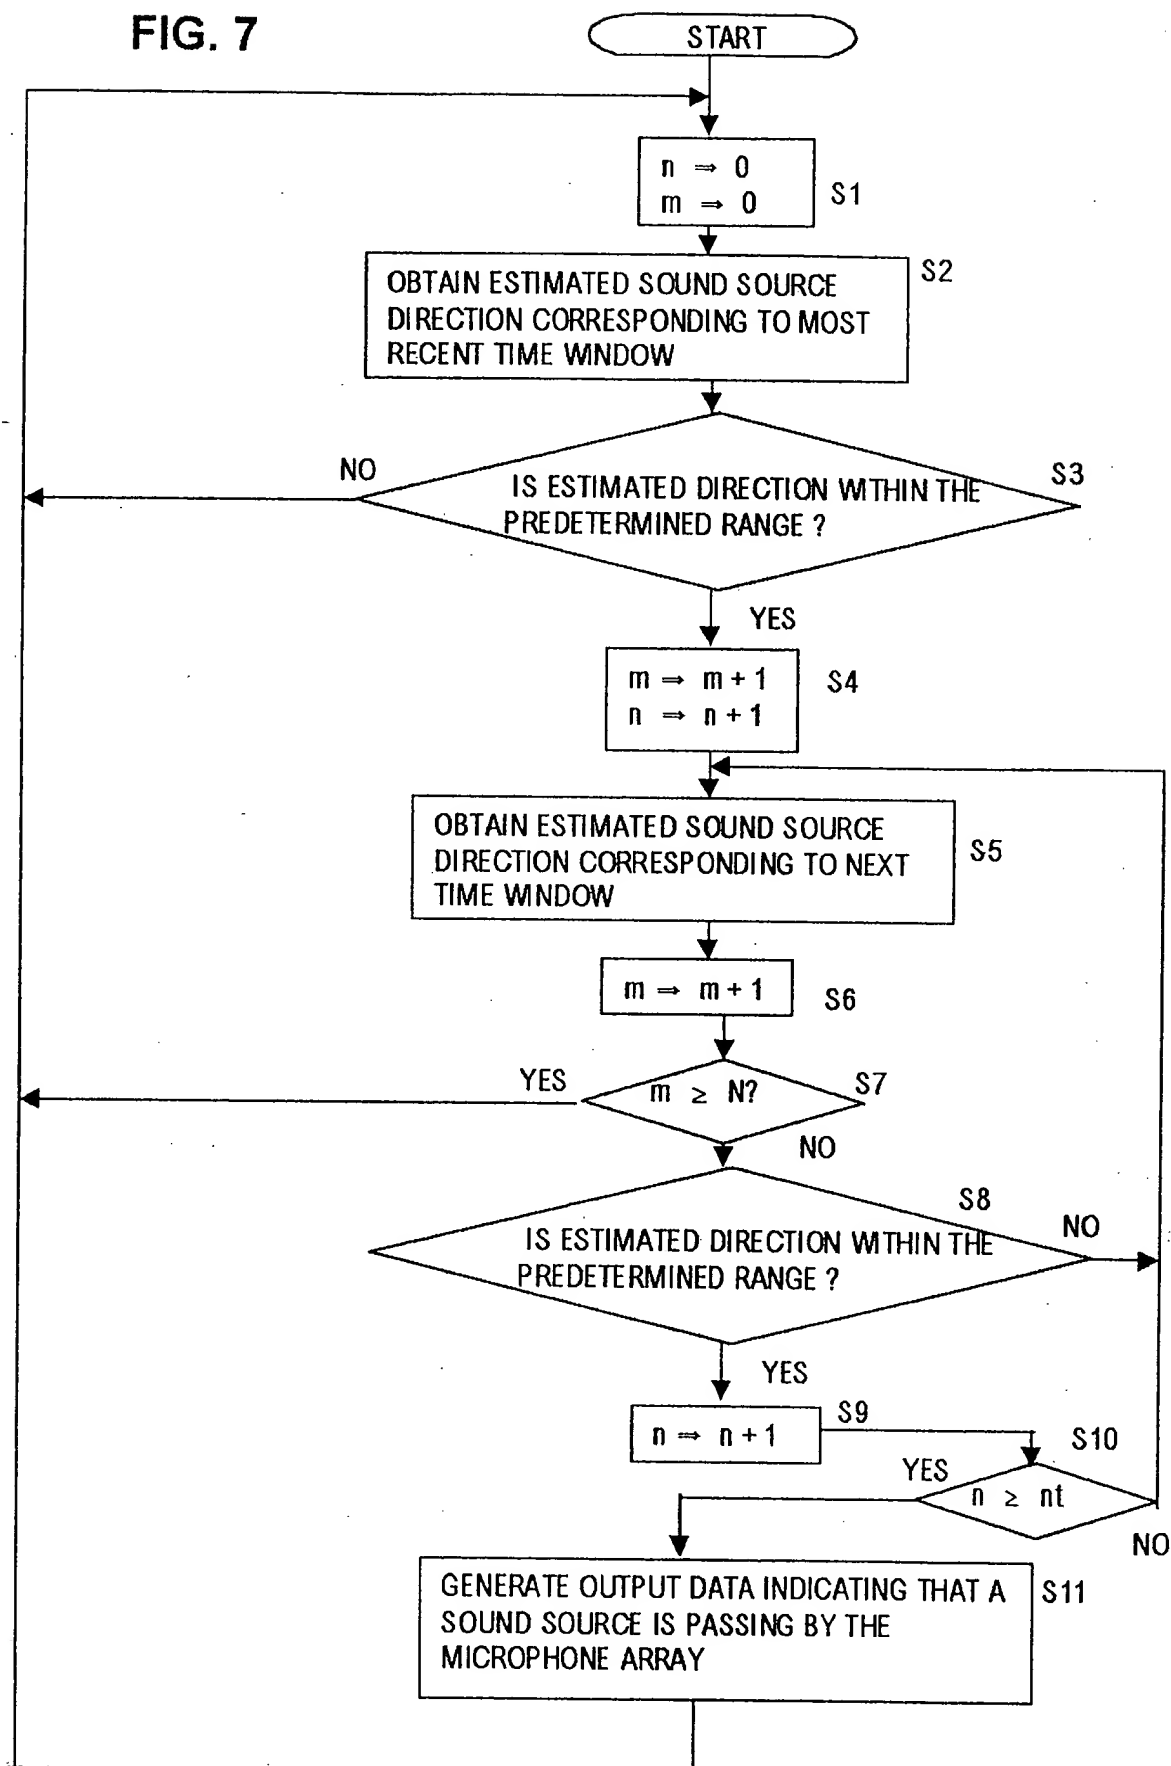 FIG. 7
START
n ⇒ 0
m ⇒ 0
S1
S2
OBTAIN ESTIMATED SOUND SOURCE
DIRECTION CORRESPONDING TO MOST
RECENT TIME WINDOW
NO
S3
IS ESTIMATED DIRECTION WITHIN THE
PREDETERMINED RANGE ?
YES
m ⇒ m + 1
n ⇒ n + 1
S4
OBTAIN ESTIMATED SOUND SOURCE
DIRECTION CORRESPONDING TO NEXT
TIME WINDOW
S5
m ⇒ m + 1
S6
YES
m ≥ N?
S7
NO
S8
NO
IS ESTIMATED DIRECTION WITHIN THE
PREDETERMINED RANGE ?
YES
n ⇒ n + 1
S9
S10
YES
n ≥ nt
NO
GENERATE OUTPUT DATA INDICATING THAT A
SOUND SOURCE IS PASSING BY THE
MICROPHONE ARRAY
S11